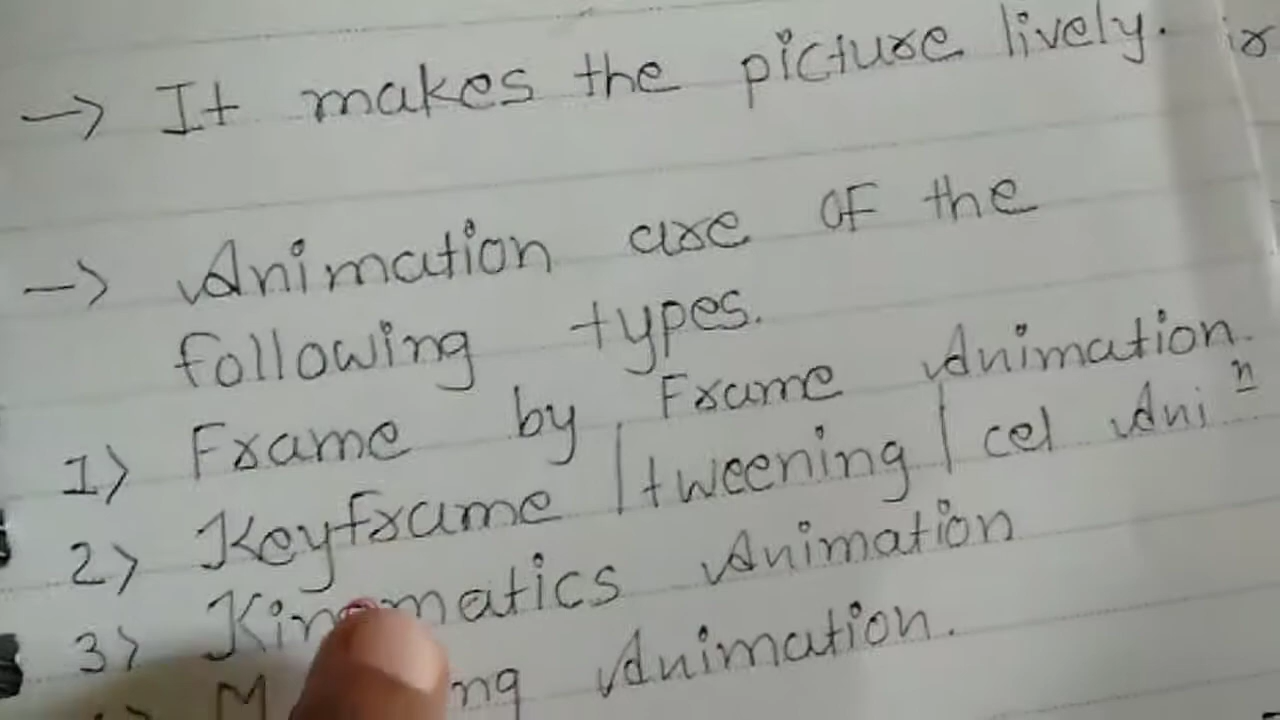 → It makes the picture lively.
→ Animation are of the
following types.
1) Frame by Frame Animation.
2) Keyframe | tweening | cel Aniⁿ
3) Kinematics Animation
Animation.